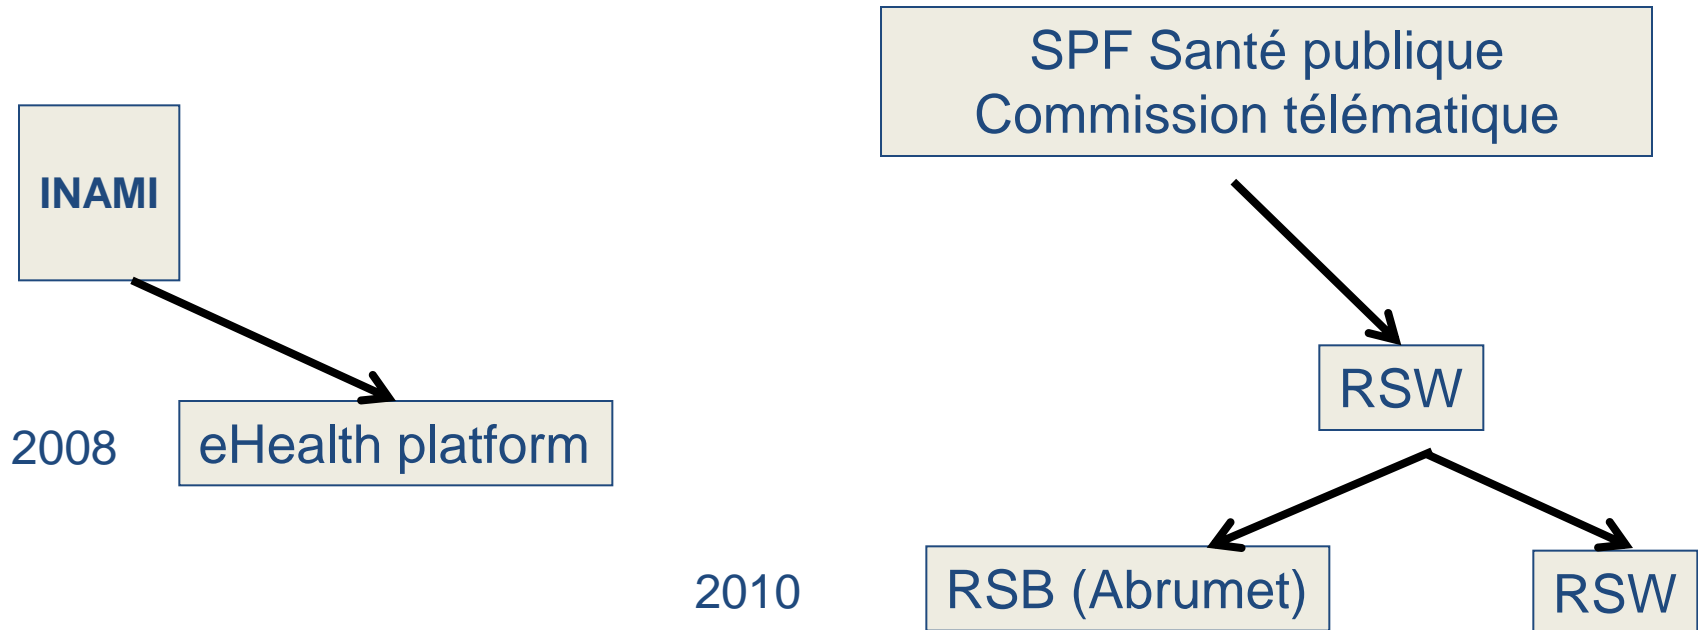 SPF Santé publique
Commission télématique
INAMI
RSW
2008
eHealth platform
2010
RSB (Abrumet)
RSW